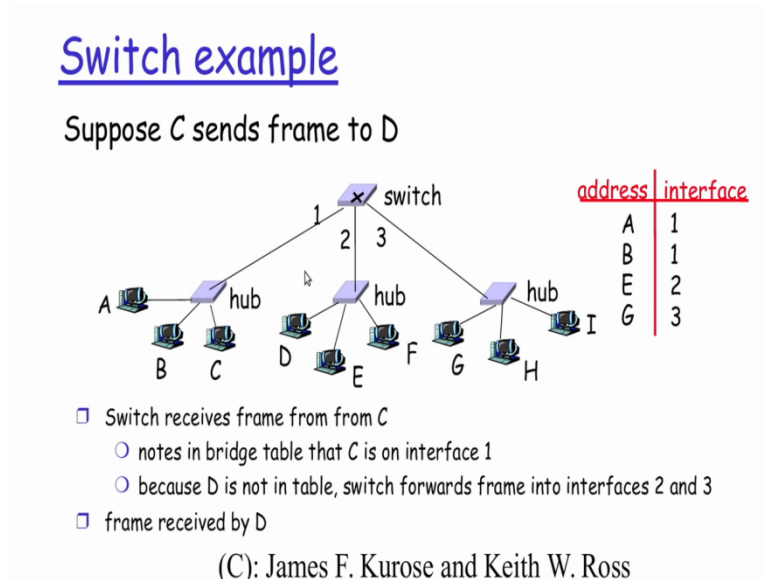 Switch example
Suppose C sends frame to D
switch
1
2 3
address interface
A 1
B 1
E 2
G 3
A
hub
hub
hub
B
C
D
E
F
G
H
I
Switch receives frame from from C
notes in bridge table that C is on interface 1
because D is not in table, switch forwards frame into interfaces 2 and 3
frame received by D
(C): James F. Kurose and Keith W. Ross